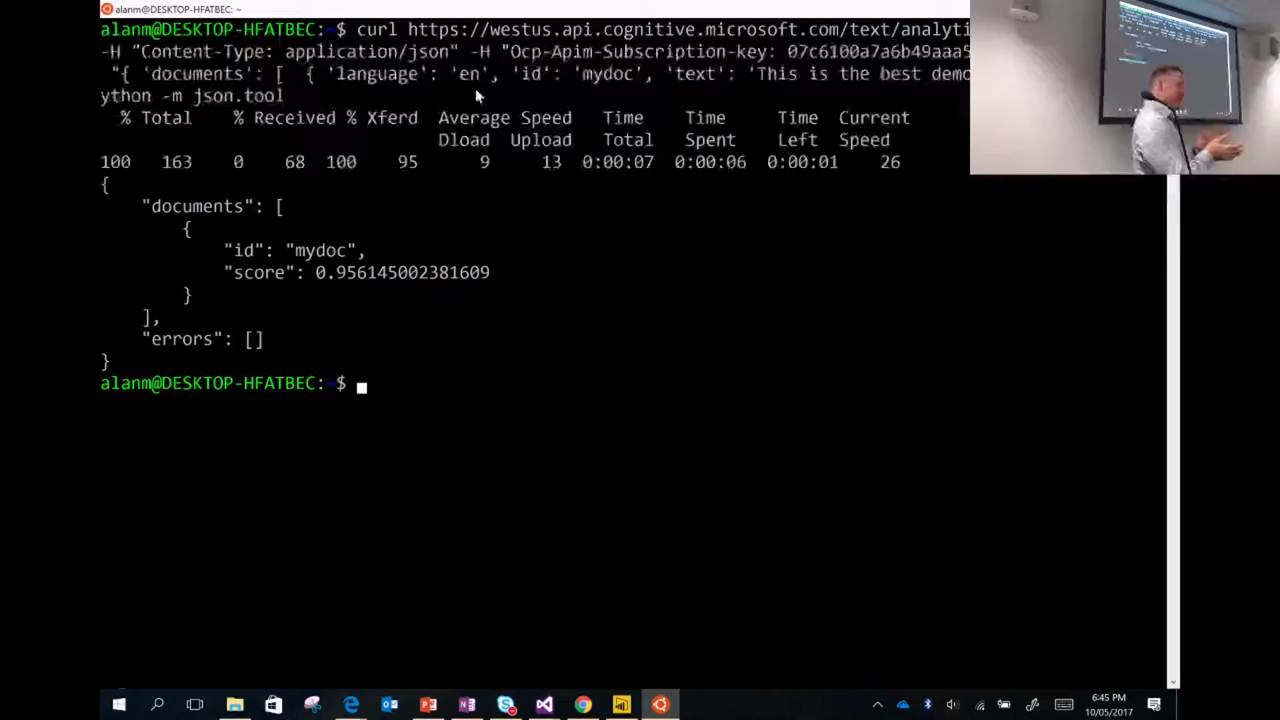 alanm@DESKTOP-HFATBEC: ~
alanm@DESKTOP-HFATBEC:~$ curl https://westus.api.cognitive.microsoft.com/text/analyti
-H "Content-Type: application/json" -H "Ocp-Apim-Subscription-key: 07c6100a7a6b49aaa5
"{ 'documents': [ { 'language': 'en', 'id': 'mydoc', 'text': 'This is the best demo
ython -m json.tool
% Total % Received % Xferd Average Speed Time Time Time Current
Dload Upload Total Spent Left Speed
100 163 0 68 100 95 9 13 0:00:07 0:00:06 0:00:01 26
{
"documents": [
{
"id": "mydoc",
"score": 0.956145002381609
}
],
"errors": []
}
alanm@DESKTOP-HFATBEC:~$
6:45 PM
10/05/2017